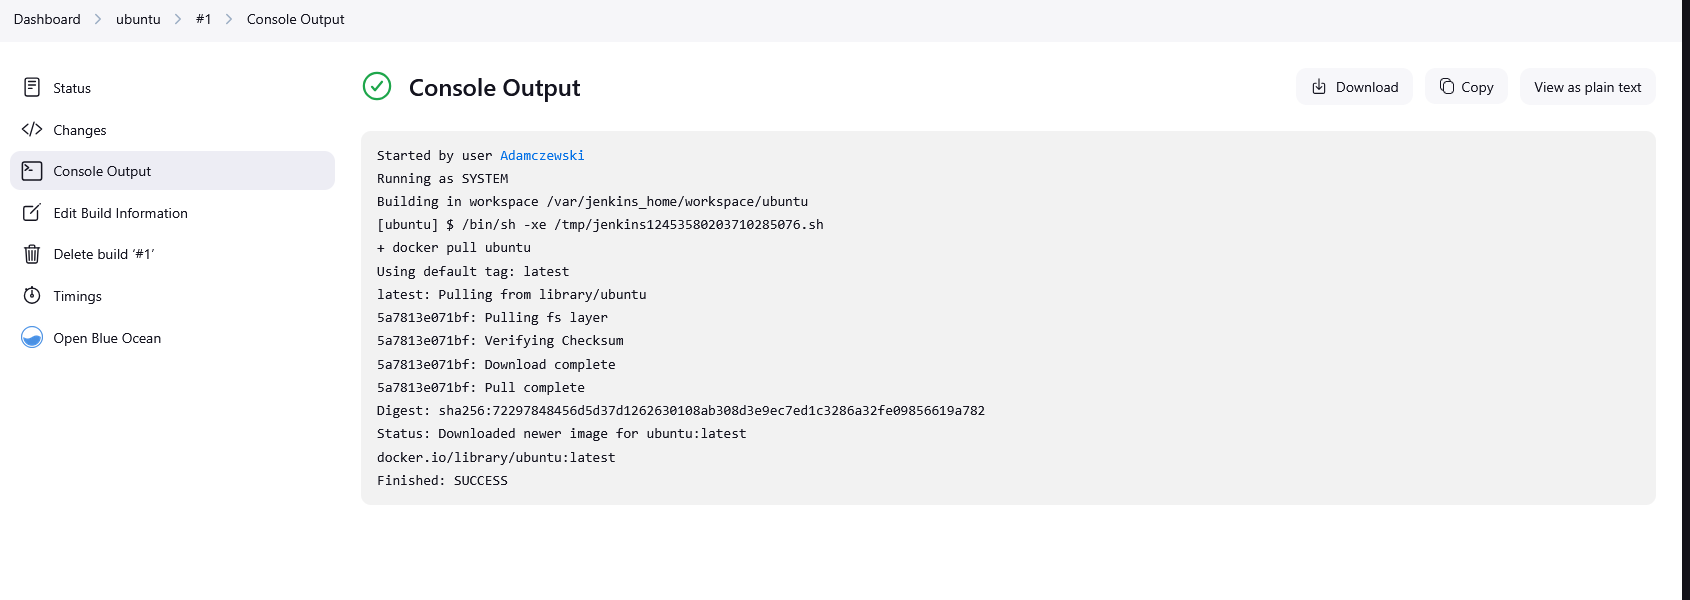 Dashboard > ubuntu > #1 > Console Output
Status
Changes
Console Output
Edit Build Information
Delete build ‘#1’
Timings
Open Blue Ocean
Console Output
Download
Copy
View as plain text
Started by user Adamczewski
Running as SYSTEM
Building in workspace /var/jenkins_home/workspace/ubuntu
[ubuntu] $ /bin/sh -xe /tmp/jenkins12453580203710285076.sh
+ docker pull ubuntu
Using default tag: latest
latest: Pulling from library/ubuntu
5a7813e071bf: Pulling fs layer
5a7813e071bf: Verifying Checksum
5a7813e071bf: Download complete
5a7813e071bf: Pull complete
Digest: sha256:72297848456d5d37d1262630108ab308d3e9ec7ed1c3286a32fe09856619a782
Status: Downloaded newer image for ubuntu:latest
docker.io/library/ubuntu:latest
Finished: SUCCESS